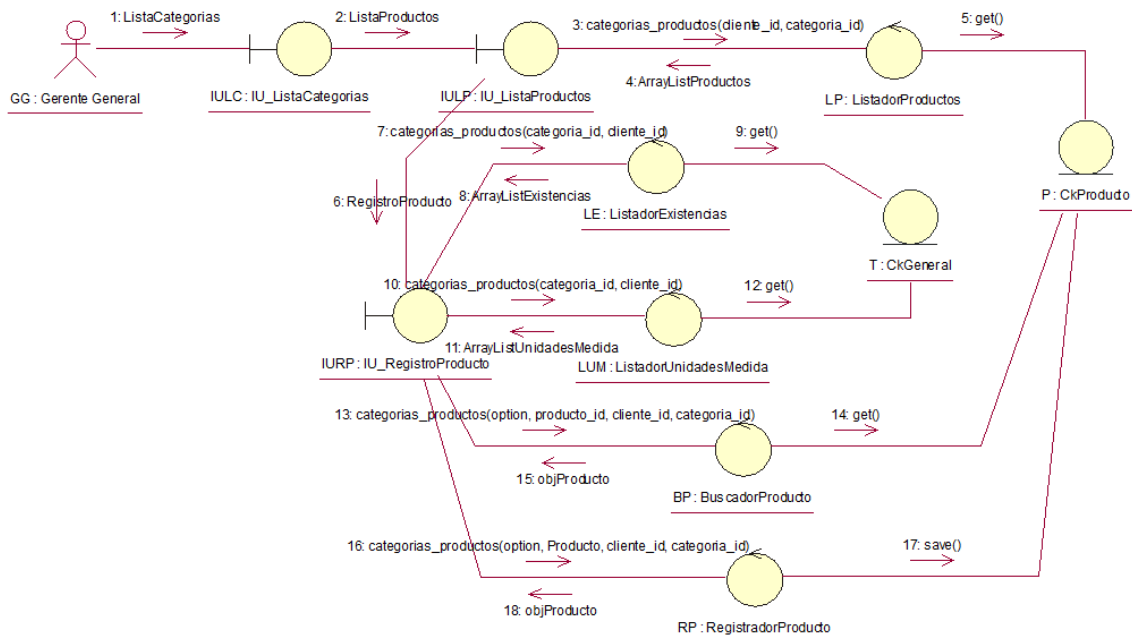 1: ListaCategorias
2: ListaProductos
3: categorias_productos(cliente_id, categoria_id)
5: get()
4: ArrayListProductos
GG : Gerente General
IULC : IU_ListaCategorias
IULP : IU_ListaProductos
LP : ListadorProductos
7: categorias_productos(categoria_id, cliente_id)
9: get()
6: RegistroProducto
8: ArrayListExistencias
P : CkProducto
LE : ListadorExistencias
T : CkGeneral
10: categorias_productos(categoria_id, cliente_id)
12: get()
11: ArrayListUnidadesMedida
IURP : IU_RegistroProducto
LUM : ListadorUnidadesMedida
13: categorias_productos(option, producto_id, cliente_id, categoria_id)
14: get()
15: objProducto
BP : BuscadorProducto
16: categorias_productos(option, Producto, cliente_id, categoria_id)
17: save()
18: objProducto
RP : RegistradorProducto